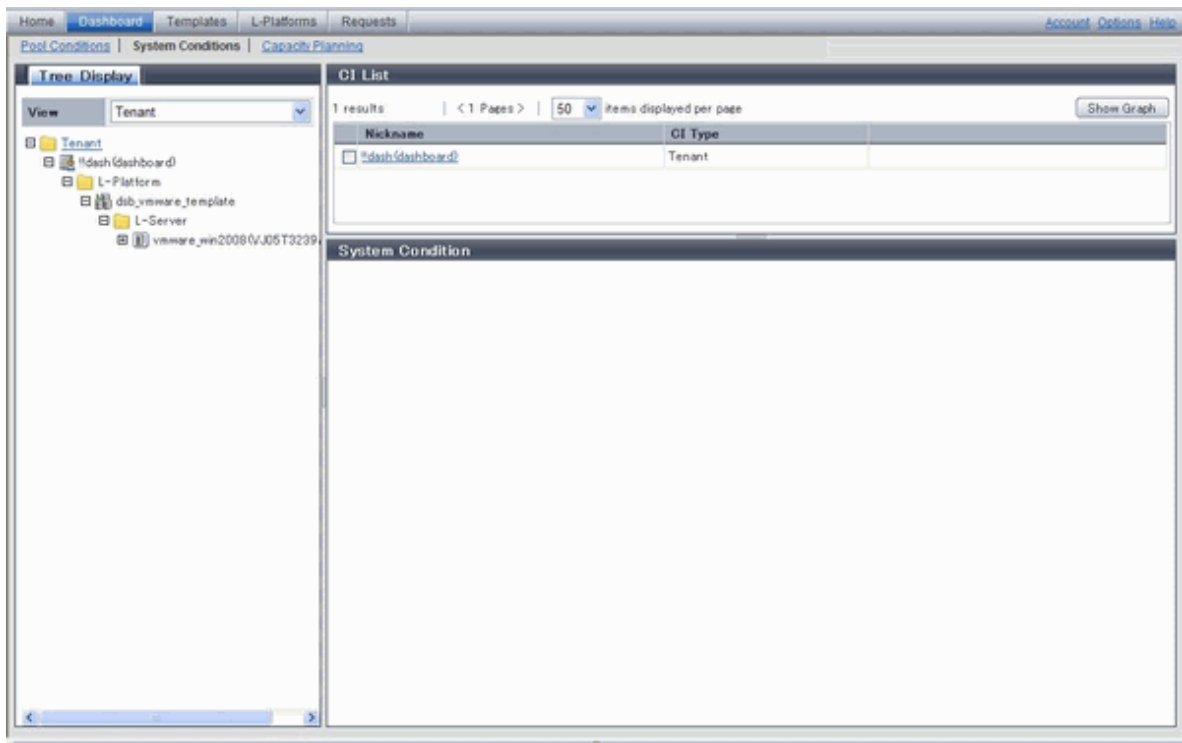 Home Dashboard Templates L-Platforms Requests Account Options Help
Pool Conditions | System Conditions | Capacity Planning
Tree Display
View Tenant
Tenant
!!dash(dashboard)
L-Platform
dsb_vmware_template
L-Server
vmware_win2008(VJ05T3239
CI List
1 results | < 1 Pages > | 50 items displayed per page Show Graph
Nickname CI Type
!!dash(dashboard) Tenant
System Condition